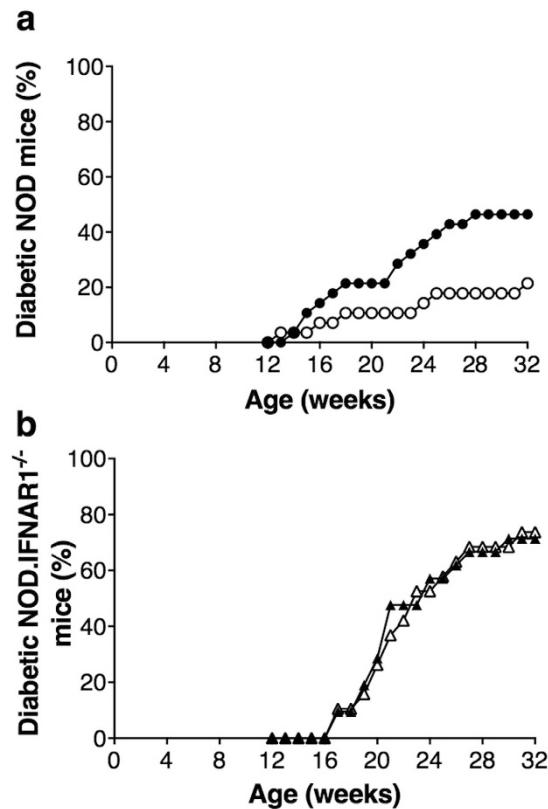 a
Diabetic NOD mice (%)
100
80
60
40
20
0
0 4 8 12 16 20 24 28 32
Age (weeks)
b
Diabetic NOD.IFNAR1-/-
mice (%)
100
80
60
40
20
0
0 4 8 12 16 20 24 28 32
Age (weeks)